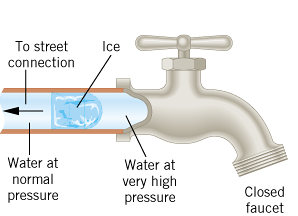 To street
connection
Ice
Water at
normal
pressure
Water at
very high
pressure
Closed
faucet